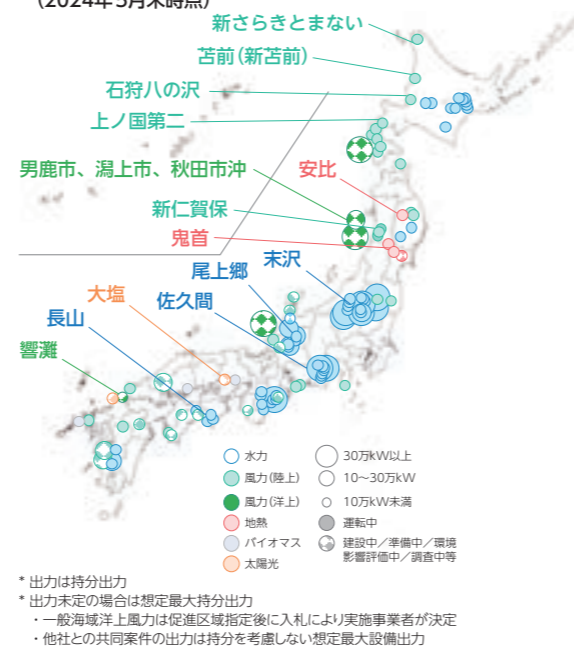 （2024年5月末時点）
新さらきとまない
苫前（新苫前）
石狩八の沢
上ノ国第二
男鹿市、潟上市、秋田市沖
安比
新仁賀保
鬼首
尾上郷
末沢
大塩
佐久間
長山
響灘
水力
30万kW以上
風力（陸上）
10〜30万kW
風力（洋上）
10万kW未満
地熱
運転中
バイオマス
建設中／準備中／環境
影響評価中／調査中等
太陽光
* 出力は持分出力
* 出力未定の場合は想定最大持分出力
・一般海域洋上風力は促進区域指定後に入札により実施事業者が決定
・他社との共同案件の出力は持分を考慮しない想定最大設備出力